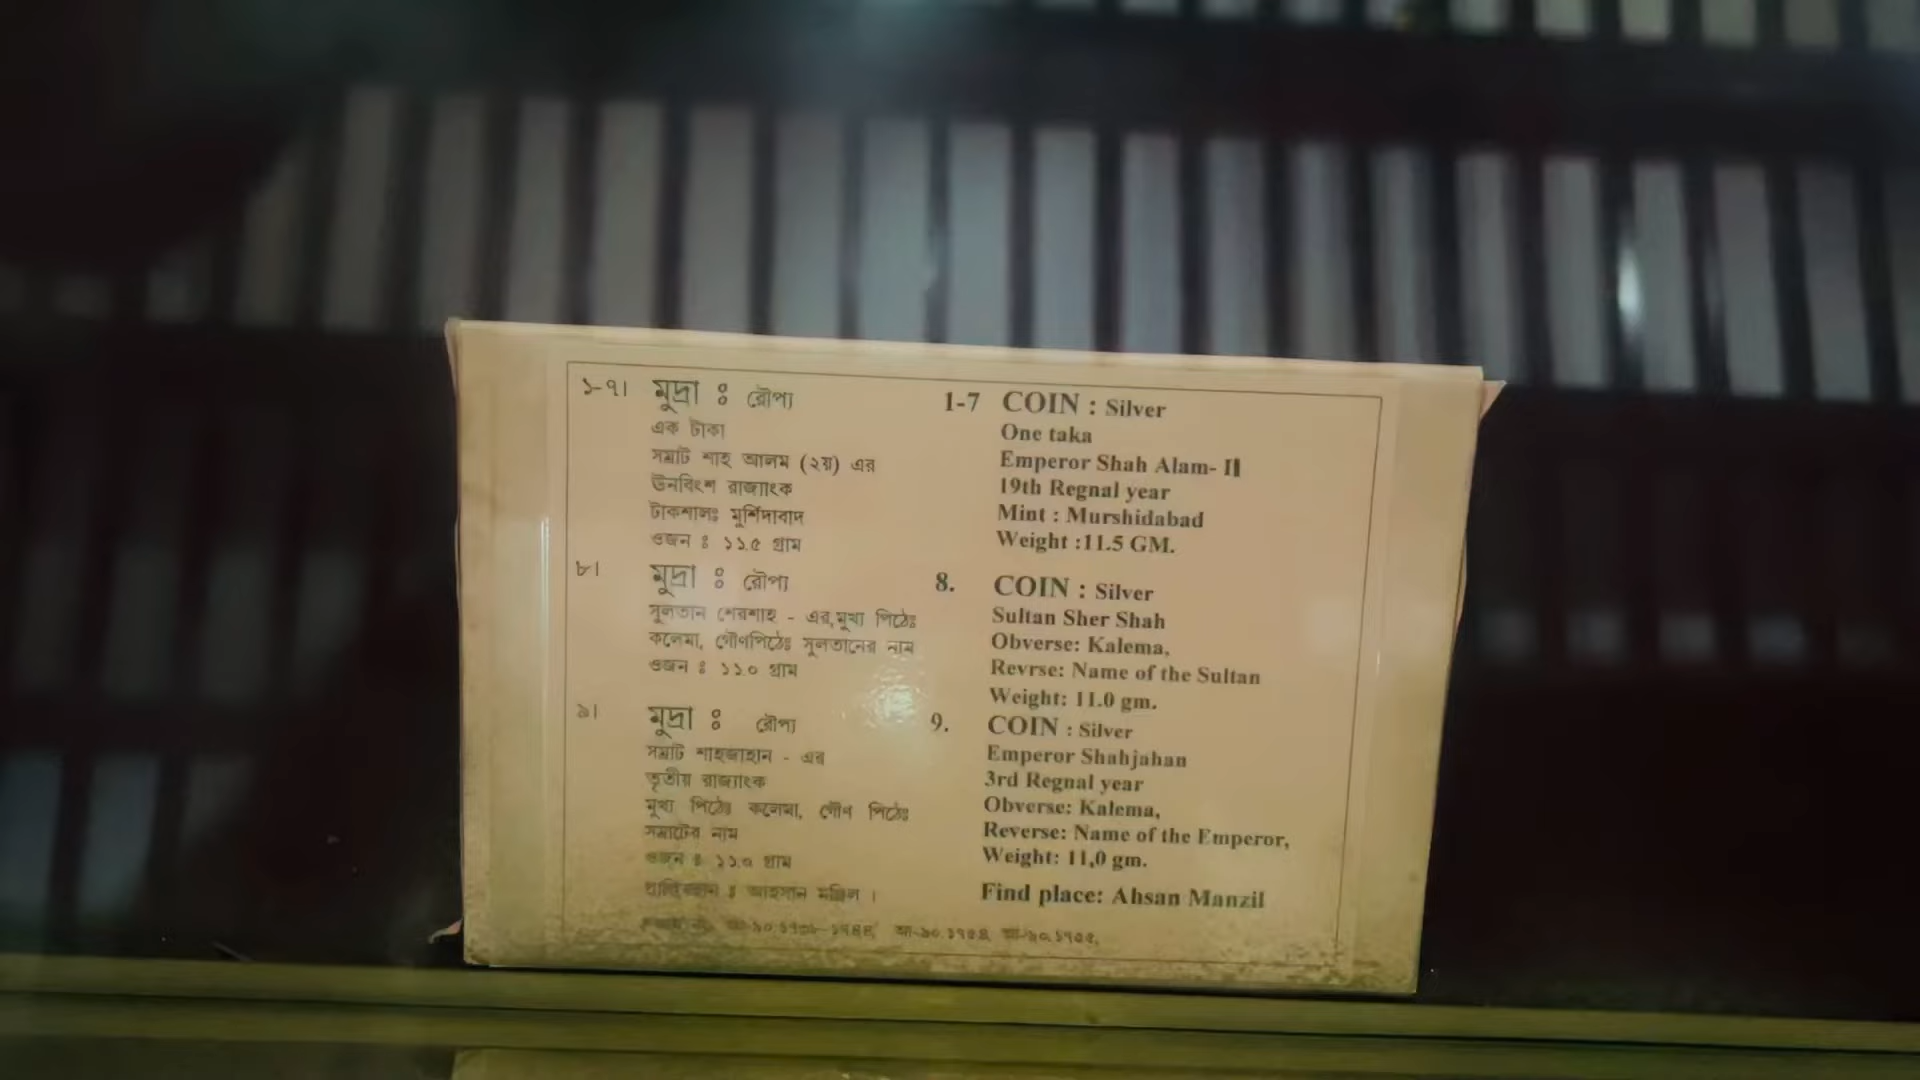 ১-৭। মুদ্রা ঃ রৌপ্য
এক টাকা
সম্রাট শাহ আলম (২য়) এর
ঊনবিংশ রাজ্যাংক
টাকশালঃ মুর্শিদাবাদ
ওজন ঃ ১১.৫ গ্রাম
৮। মুদ্রা ঃ রৌপ্য
সুলতান শেরশাহ - এর,মুখ্য পিঠেঃ
কলেমা, গৌণপিঠেঃ সুলতানের নাম
ওজন ঃ ১১.০ গ্রাম
৯। মুদ্রা ঃ রৌপ্য
সম্রাট শাহজাহান - এর
তৃতীয় রাজ্যাংক
মুখ্য পিঠেঃ কলেমা, গৌণ পিঠেঃ
সম্রাটের নাম
ওজন ঃ ১১.০ গ্রাম
প্রাপ্তিস্থান ঃ আহসান মঞ্জিল ।
1-7 COIN : Silver
One taka
Emperor Shah Alam- II
19th Regnal year
Mint : Murshidabad
Weight :11.5 GM.
8. COIN : Silver
Sultan Sher Shah
Obverse: Kalema,
Revrse: Name of the Sultan
Weight: 11.0 gm.
9. COIN : Silver
Emperor Shahjahan
3rd Regnal year
Obverse: Kalema,
Reverse: Name of the Emperor,
Weight: 11,0 gm.
Find place: Ahsan Manzil